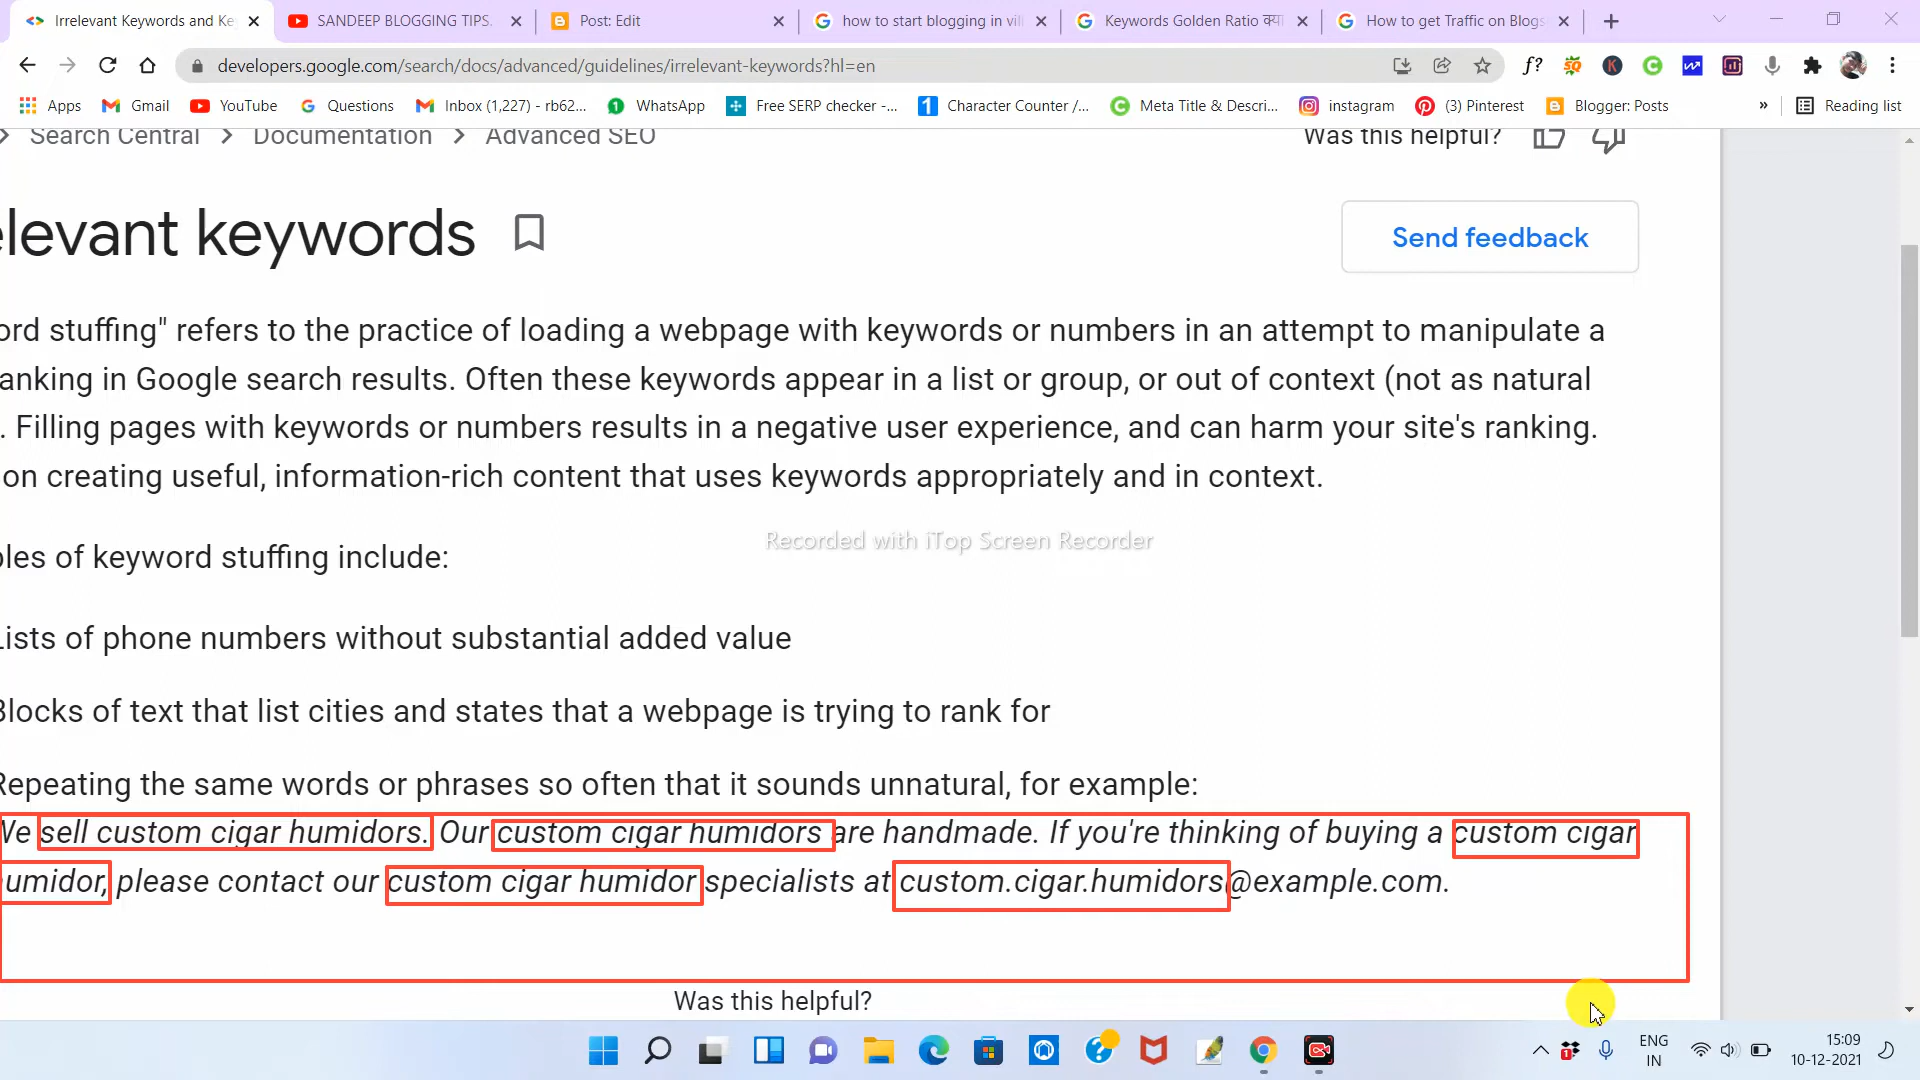 Irrelevant Keywords and Ke
SANDEEP BLOGGING TIPS.
Post: Edit
how to start blogging in vil
Keywords Golden Ratio क्या
How to get Traffic on Blogs
developers.google.com/search/docs/advanced/guidelines/irrelevant-keywords?hl=en
Apps
Gmail
YouTube
Questions
Inbox (1,227) - rb62...
WhatsApp
Free SERP checker -...
Character Counter /...
Meta Title & Descri...
instagram
(3) Pinterest
Blogger: Posts
»
Reading list
Search Central > Documentation > Advanced SEO
Was this helpful?
elevant keywords
Send feedback
ord stuffing" refers to the practice of loading a webpage with keywords or numbers in an attempt to manipulate a
anking in Google search results. Often these keywords appear in a list or group, or out of context (not as natural
. Filling pages with keywords or numbers results in a negative user experience, and can harm your site's ranking.
on creating useful, information-rich content that uses keywords appropriately and in context.
Recorded with iTop Screen Recorder
ples of keyword stuffing include:
Lists of phone numbers without substantial added value
Blocks of text that list cities and states that a webpage is trying to rank for
Repeating the same words or phrases so often that it sounds unnatural, for example:
We sell custom cigar humidors. Our custom cigar humidors are handmade. If you're thinking of buying a custom cigar
umidor, please contact our custom cigar humidor specialists at custom.cigar.humidors@example.com.
Was this helpful?
ENG
IN
15:09
10-12-2021